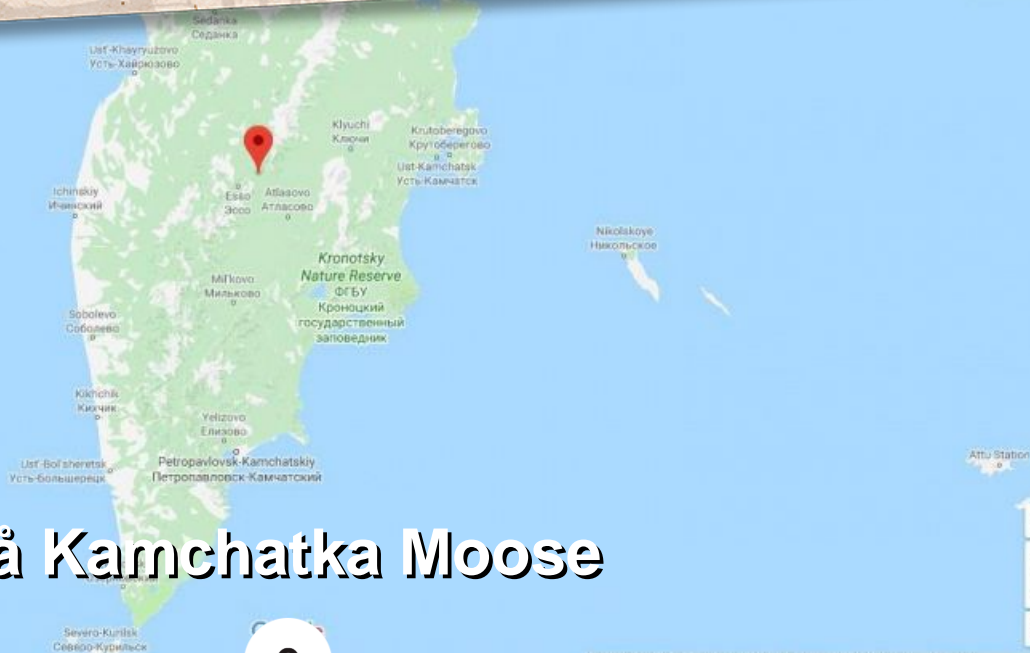 Sedanka
Седанка
Ust'-Khayryuzovo
Усть-Хайрюзово
Klyuchi
Ключи
Krutoberegovo
Крутоберегово
Ust-Kamchatsk
Усть-Камчатск
Ichinskiy
Ичинский
Esso
Эссо
Atlasovo
Атласово
Nikolskoye
Никольское
Kronotsky
Nature Reserve
ФГБУ
Кроноцкий
государственный
заповедник
Mil'kovo
Мильково
Sobolevo
Соболево
Kikhchik
Кихчик
Yelizovo
Елизово
Ust'-Bol'sheretsk
Усть-Большерецк
Petropavlovsk-Kamchatskiy
Петропавловск-Камчатский
Attu Station
å Kamchatka Moose
Severo-Kurilsk
Северо-Курильск